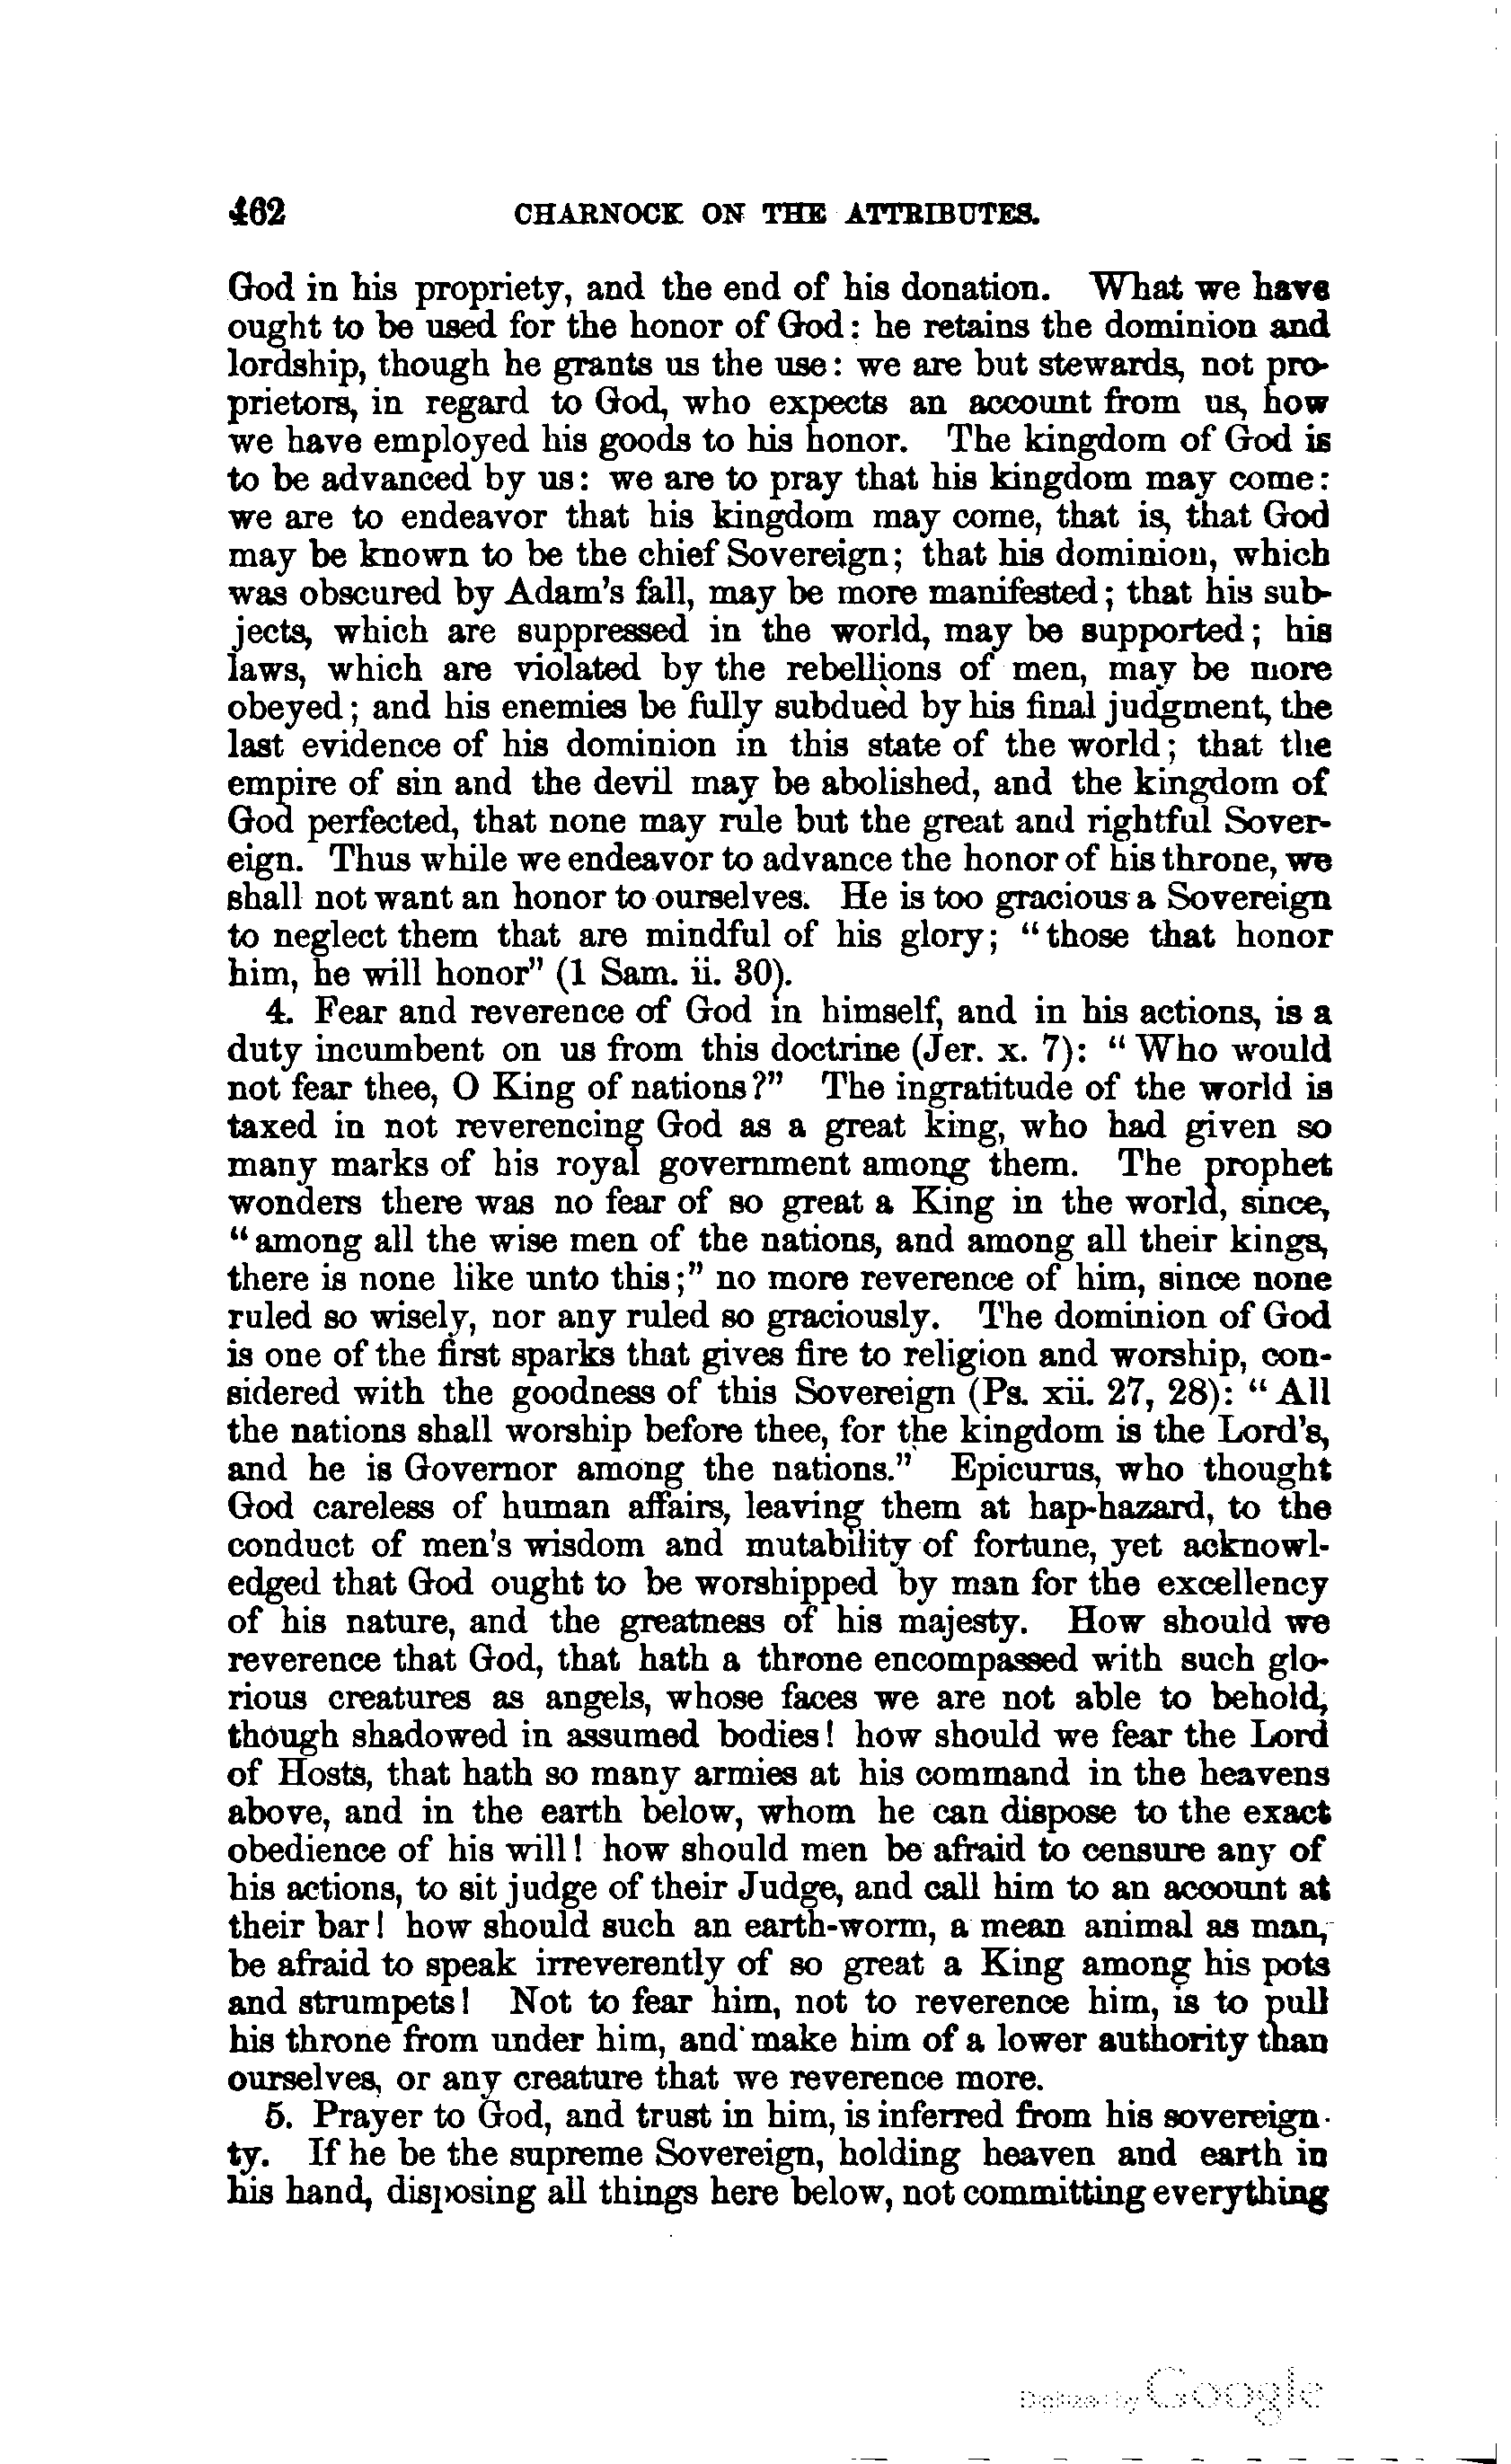 462 CHARNOCK ON THE ATTRIBUTES.
God in his propriety, and the end of his donation. What we have
ought to be used for the honor of God: he retains the dominion and
lordship, though he grants us the use: we are but stewards, not pro-
prietors, in regard to God, who expects an account from us, how
we have employed his goods to his honor. The kingdom of God is
to be advanced by us: we are to pray that his kingdom may come:
we are to endeavor that his kingdom may come, that is, that God
may be known to be the chief Sovereign; that his dominion, which
was obscured by Adam's fall, may be more manifested; that his sub-
jects, which are suppressed in the world, may be supported; his
laws, which are violated by the rebellions of men, may be more
obeyed; and his enemies be fully subdued by his final judgment, the
last evidence of his dominion in this state of the world; that the
empire of sin and the devil may be abolished, and the kingdom of
God perfected, that none may rule but the great and rightful Sover-
eign. Thus while we endeavor to advance the honor of his throne, we
shall not want an honor to ourselves. He is too gracious a Sovereign
to neglect them that are mindful of his glory; "those that honor
him, he will honor" (1 Sam. ii. 30).
4. Fear and reverence of God in himself, and in his actions, is a
duty incumbent on us from this doctrine (Jer. x. 7): "Who would
not fear thee, O King of nations?" The ingratitude of the world is
taxed in not reverencing God as a great king, who had given so
many marks of his royal government among them. The prophet
wonders there was no fear of so great a King in the world, since,
"among all the wise men of the nations, and among all their kings,
there is none like unto this;" no more reverence of him, since none
ruled so wisely, nor any ruled so graciously. The dominion of God
is one of the first sparks that gives fire to religion and worship, con-
sidered with the goodness of this Sovereign (Ps. xii. 27, 28): "All
the nations shall worship before thee, for the kingdom is the Lord's,
and he is Governor among the nations." Epicurus, who thought
God careless of human affairs, leaving them at hap-hazard, to the
conduct of men's wisdom and mutability of fortune, yet acknowl-
edged that God ought to be worshipped by man for the excellency
of his nature, and the greatness of his majesty. How should we
reverence that God, that hath a throne encompassed with such glo-
rious creatures as angels, whose faces we are not able to behold,
though shadowed in assumed bodies! how should we fear the Lord
of Hosts, that hath so many armies at his command in the heavens
above, and in the earth below, whom he can dispose to the exact
obedience of his will! how should men be afraid to censure any of
his actions, to sit judge of their Judge, and call him to an account at
their bar! how should such an earth-worm, a mean animal as man,
be afraid to speak irreverently of so great a King among his pots
and strumpets! Not to fear him, not to reverence him, is to pull
his throne from under him, and make him of a lower authority than
ourselves, or any creature that we reverence more.
5. Prayer to God, and trust in him, is inferred from his sovereign-
ty. If he be the supreme Sovereign, holding heaven and earth in
his hand, disposing all things here below, not committing everything
Digitized by Google